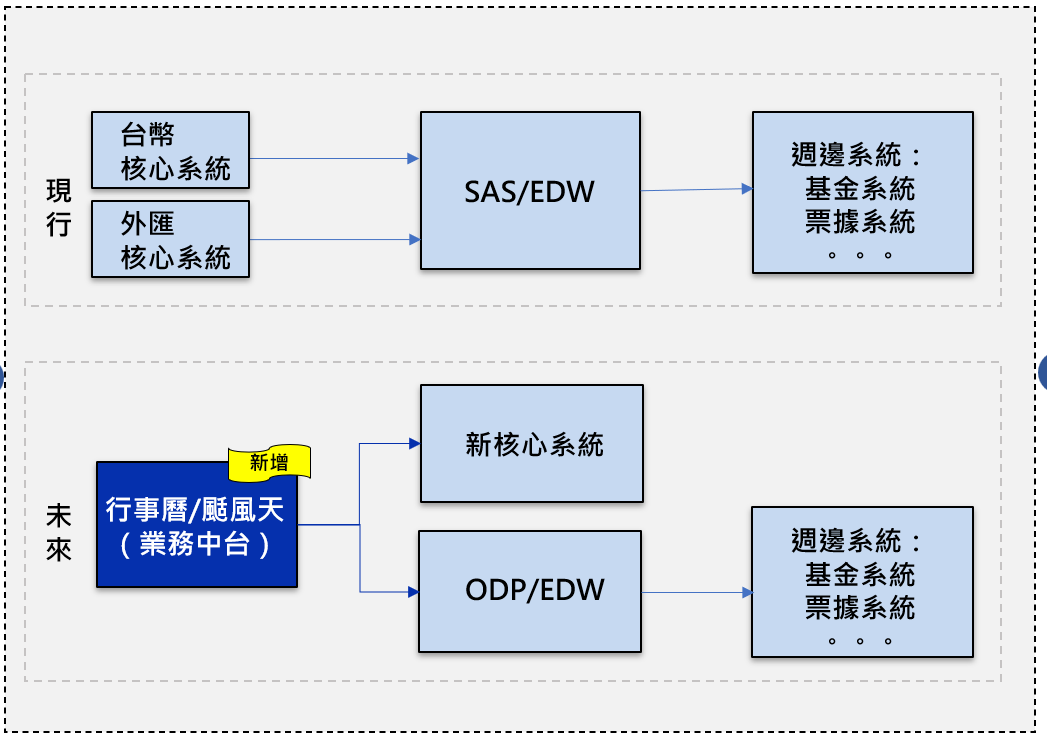 現
行
台幣
核心系統
外匯
核心系統
SAS/EDW
週邊系統：
基金系統
票據系統
。。。
未
來
新增
行事曆/颳風天
（業務中台）
新核心系統
ODP/EDW
週邊系統：
基金系統
票據系統
。。。